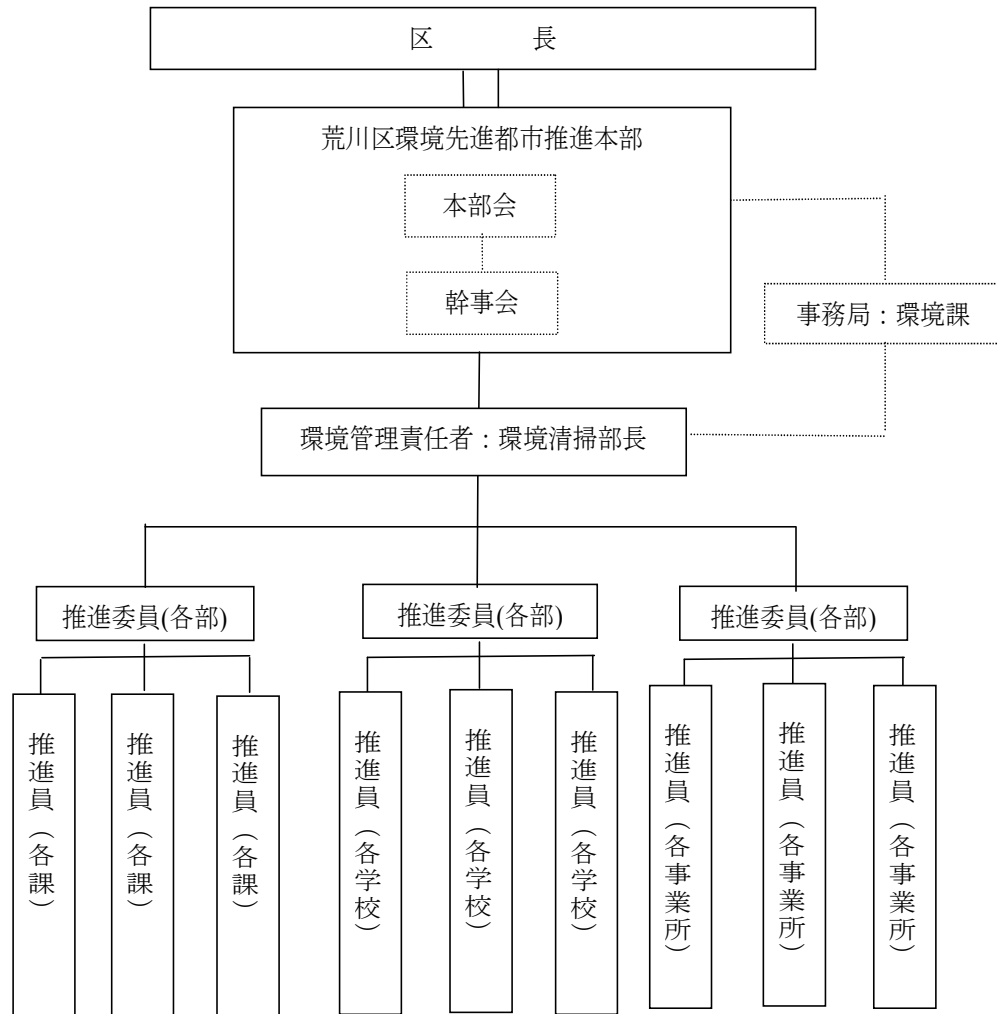 区　　　長
荒川区環境先進都市推進本部
本部会
幹事会
事務局：環境課
環境管理責任者：環境清掃部長
推進委員(各部)
推進委員(各部)
推進委員(各部)
推進員（各課）
推進員（各課）
推進員（各課）
推進員（各学校）
推進員（各学校）
推進員（各学校）
推進員（各事業所）
推進員（各事業所）
推進員（各事業所）